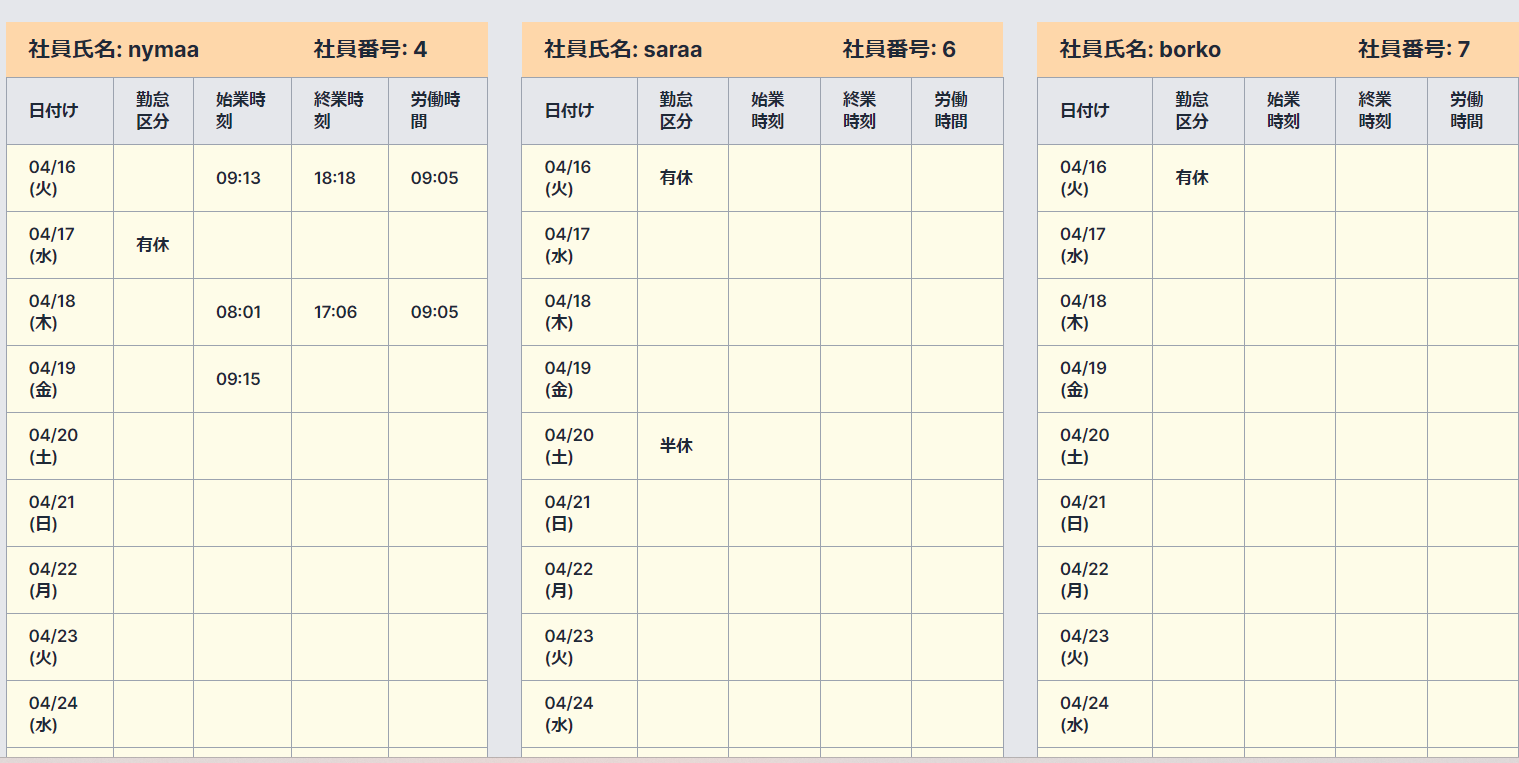 社員氏名: nymaa 社員番号: 4
日付け 勤怠区分 始業時刻 終業時刻 労働時間
04/16 (火) 09:13 18:18 09:05
04/17 (水) 有休
04/18 (木) 08:01 17:06 09:05
04/19 (金) 09:15
04/20 (土)
04/21 (日)
04/22 (月)
04/23 (火)
04/24 (水)
社員氏名: saraa 社員番号: 6
日付け 勤怠区分 始業時刻 終業時刻 労働時間
04/16 (火) 有休
04/17 (水)
04/18 (木)
04/19 (金)
04/20 (土) 半休
04/21 (日)
04/22 (月)
04/23 (火)
04/24 (水)
社員氏名: borko 社員番号: 7
日付け 勤怠区分 始業時刻 終業時刻 労働時間
04/16 (火) 有休
04/17 (水)
04/18 (木)
04/19 (金)
04/20 (土)
04/21 (日)
04/22 (月)
04/23 (火)
04/24 (水)